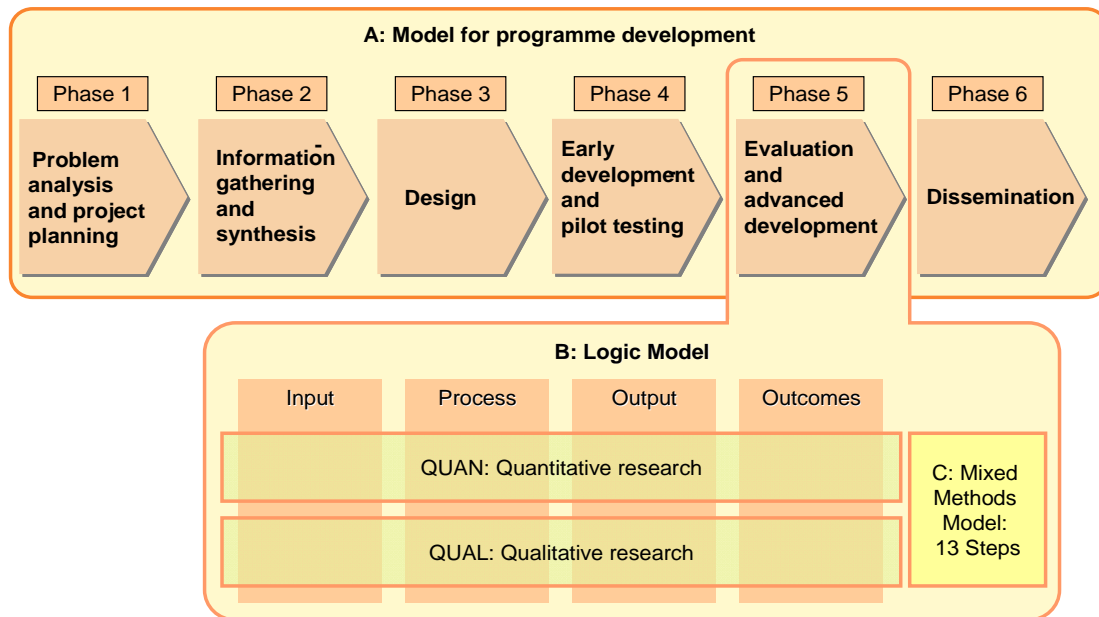 A: Model for programme development
Phase 1
Phase 2
Phase 3
Phase 4
Phase 5
Phase 6
Problem
analysis
and project
planning
Information
gathering
and
synthesis
Design
Early
development
and
pilot testing
Evaluation
and
advanced
development
Dissemination
B: Logic Model
Input
Process
Output
Outcomes
QUAN: Quantitative research
QUAL: Qualitative research
C: Mixed
Methods
Model:
13 Steps